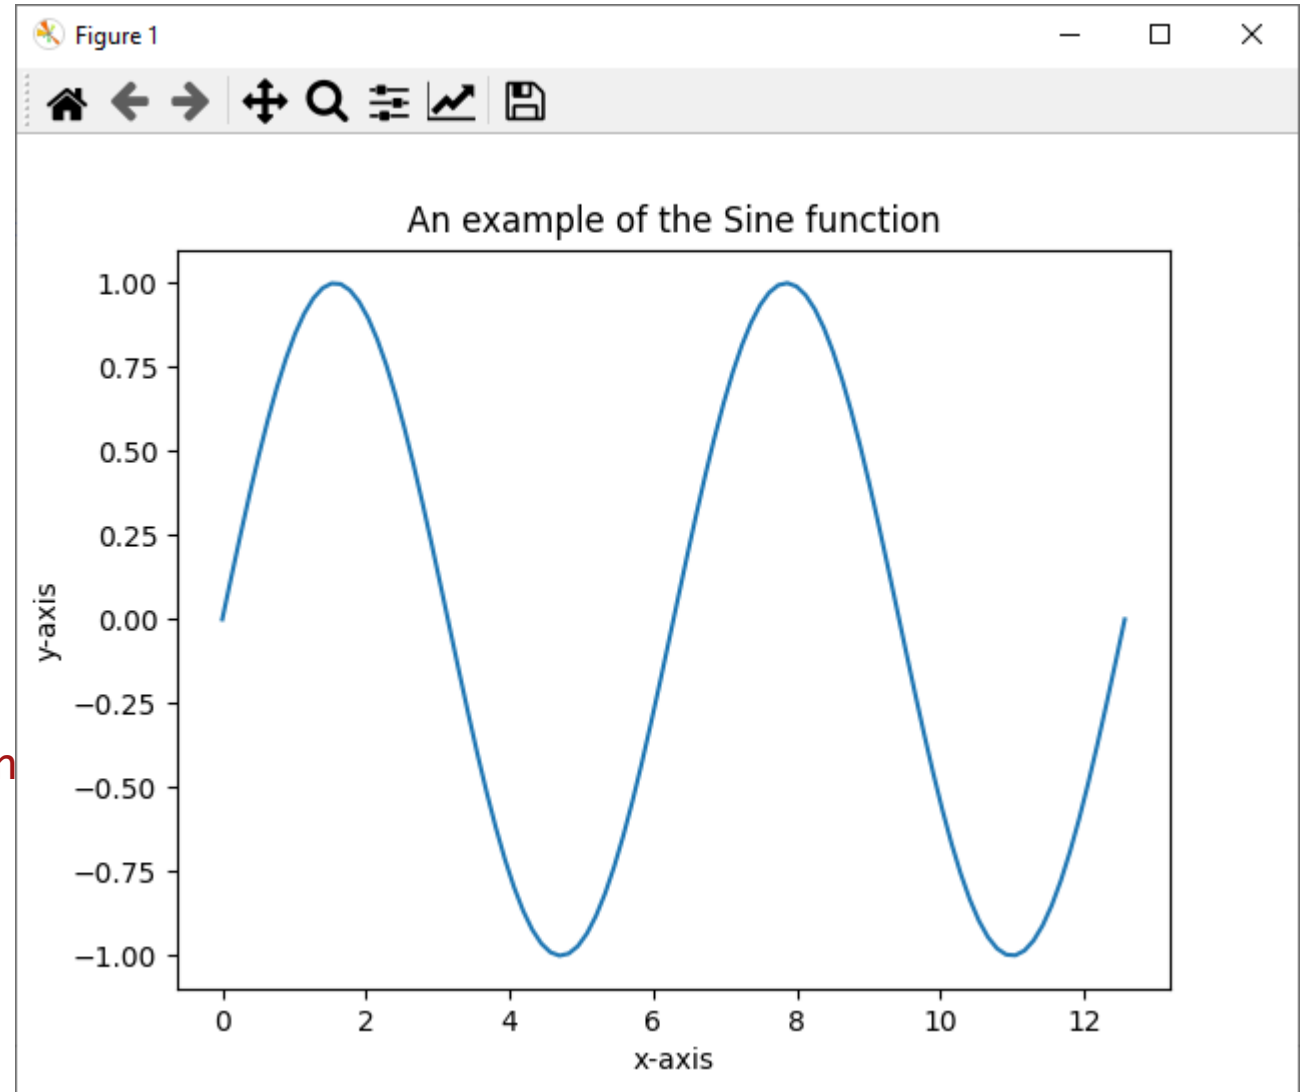 Figure 1
An example of the Sine function
1.00
0.75
0.50
0.25
0.00
−0.25
−0.50
−0.75
−1.00
y-axis
n
0 2 4 6 8 10 12
x-axis